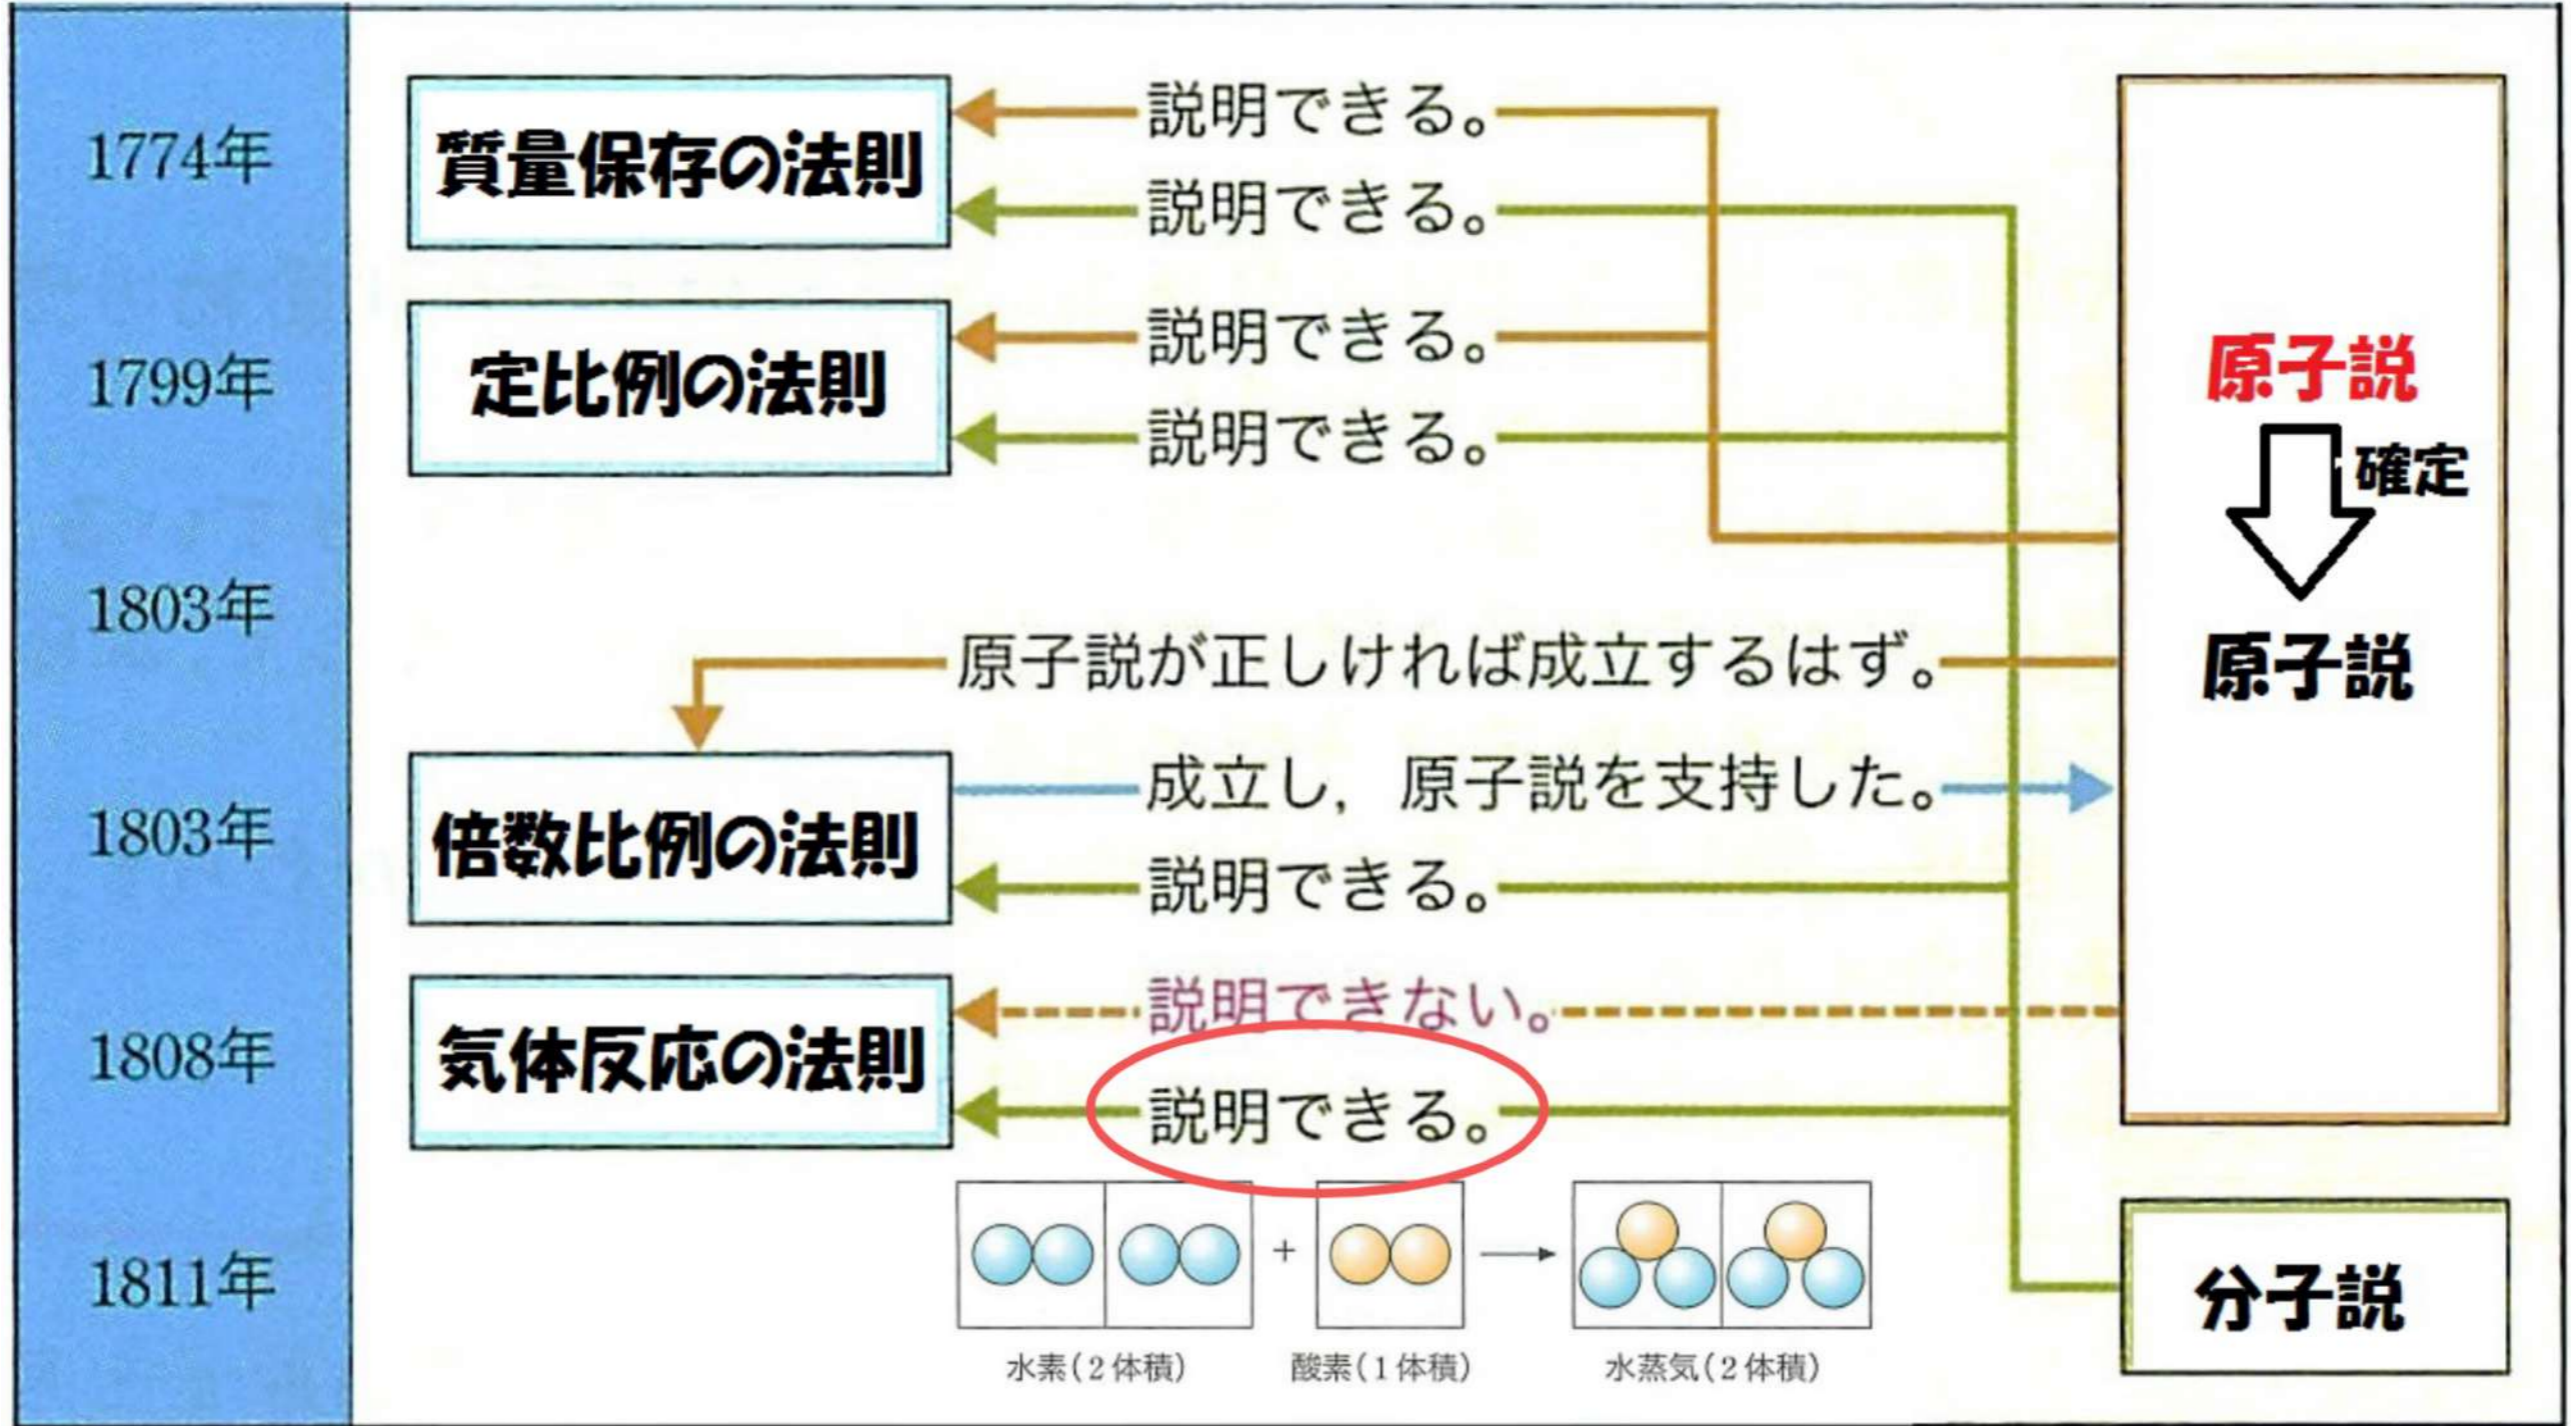 1774年
質量保存の法則
説明できる。
説明できる。
1799年
定比例の法則
説明できる。
説明できる。
原子説
確定
原子説
1803年
原子説が正しければ成立するはず。
1803年
倍数比例の法則
成立し，原子説を支持した。
説明できる。
1808年
気体反応の法則
説明できない。
説明できる。
1811年
+
水素(2体積)
酸素(1体積)
水蒸気(2体積)
分子説